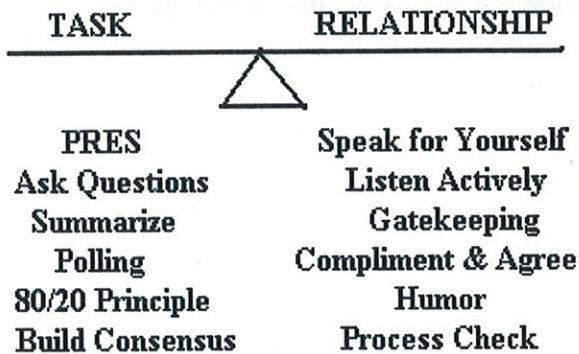 TASK RELATIONSHIP
PRES Speak for Yourself
Ask Questions Listen Actively
Summarize Gatekeeping
Polling Compliment & Agree
80/20 Principle Humor
Build Consensus Process Check